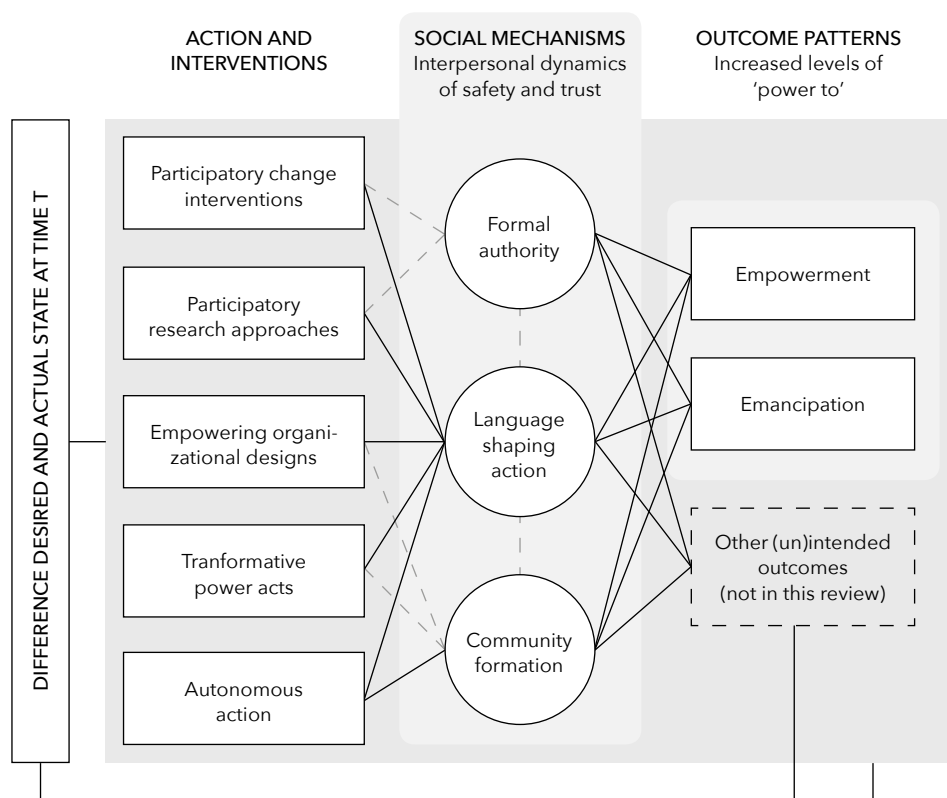 ACTION AND
INTERVENTIONS
SOCIAL MECHANISMS
Interpersonal dynamics
of safety and trust
OUTCOME PATTERNS
Increased levels of
‘power to’
DIFFERENCE DESIRED AND ACTUAL STATE AT TIME T
Participatory change
interventions
Participatory
research approaches
Empowering organi-
zational designs
Tranformative
power acts
Autonomous
action
Formal
authority
Language
shaping
action
Community
formation
Empowerment
Emancipation
Other (un)intended
outcomes
(not in this review)